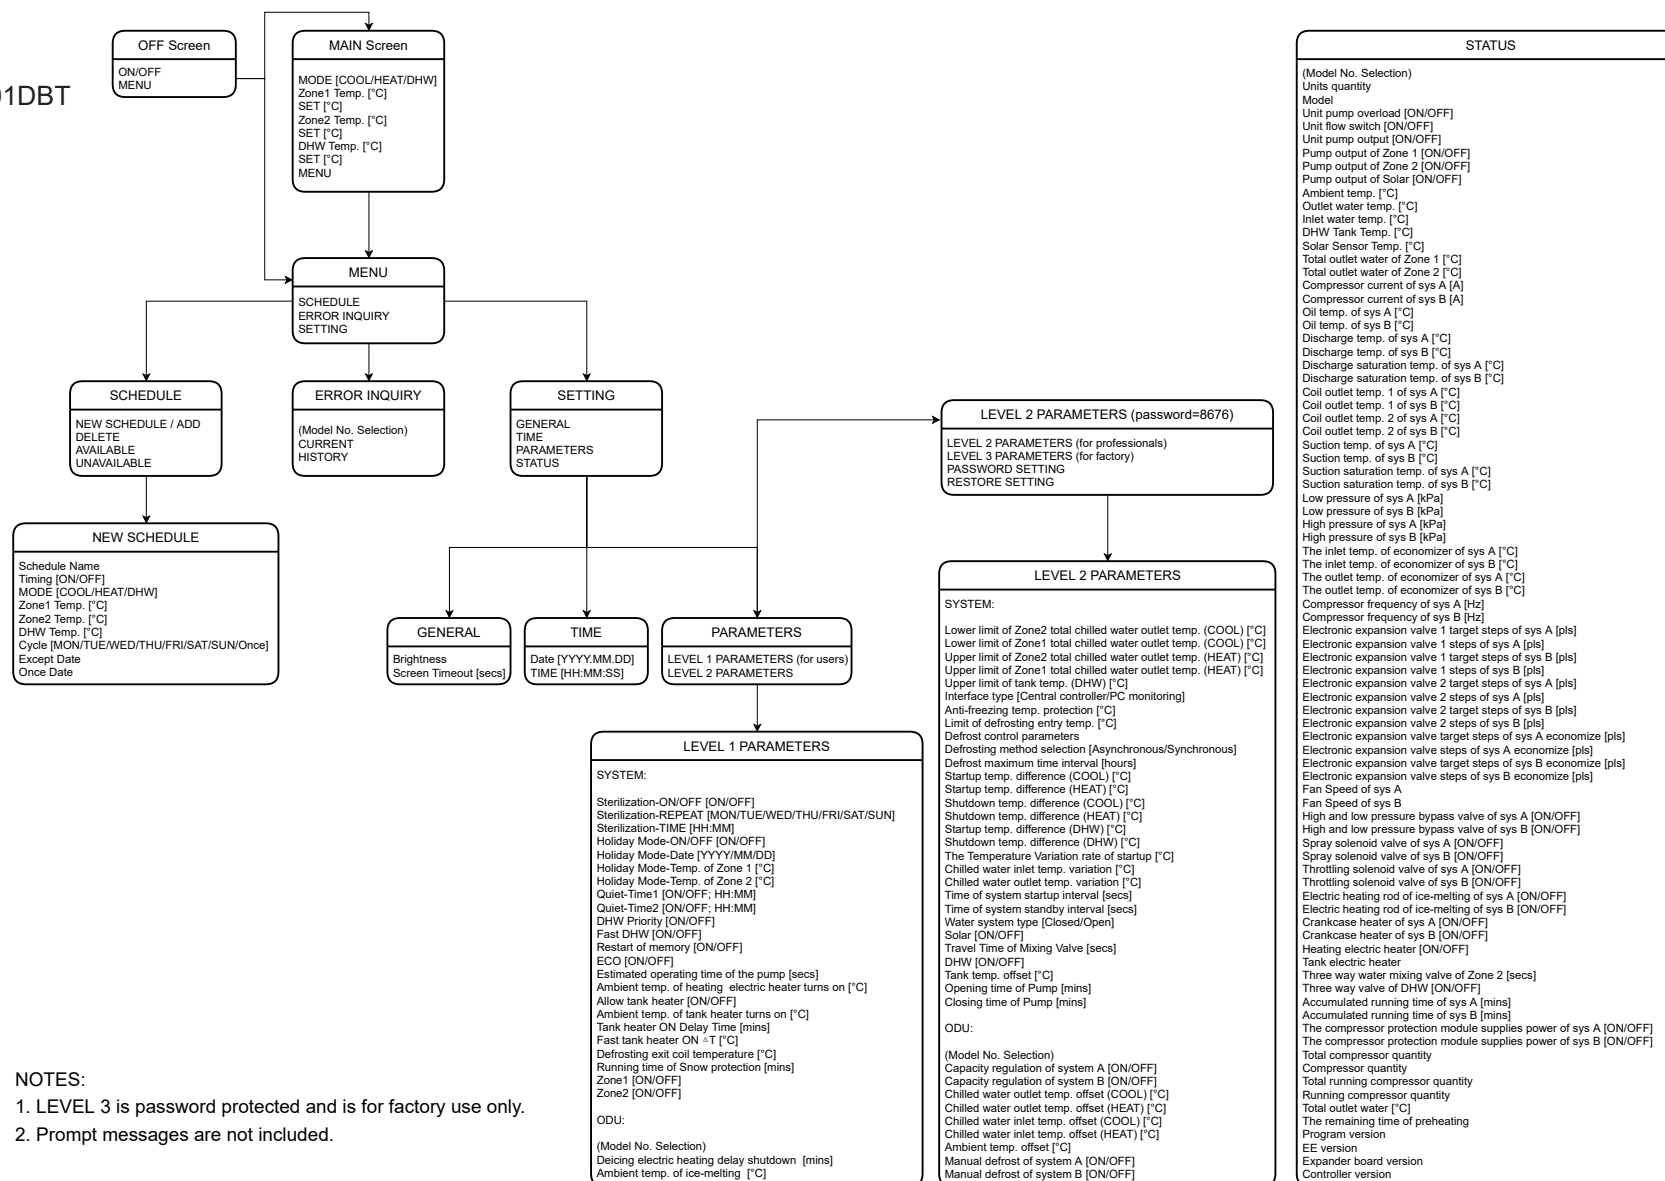 OFF Screen
ON/OFF
MENU
MAIN Screen
MODE [COOL/HEAT/DHW]
Zone1 Temp. [°C]
SET [°C]
Zone2 Temp. [°C]
SET [°C]
DHW Temp. [°C]
SET [°C]
MENU
01DBT
MENU
SCHEDULE
ERROR INQUIRY
SETTING
SCHEDULE
NEW SCHEDULE / ADD
DELETE
AVAILABLE
UNAVAILABLE
ERROR INQUIRY
(Model No. Selection)
CURRENT
HISTORY
SETTING
GENERAL
TIME
PARAMETERS
STATUS
NEW SCHEDULE
Schedule Name
Timing [ON/OFF]
MODE [COOL/HEAT/DHW]
Zone1 Temp. [°C]
Zone2 Temp. [°C]
DHW Temp. [°C]
Cycle [MON/TUE/WED/THU/FRI/SAT/SUN/Once]
Except Date
Once Date
GENERAL
Brightness
Screen Timeout [secs]
TIME
Date [YYYY.MM.DD]
TIME [HH:MM:SS]
PARAMETERS
LEVEL 1 PARAMETERS (for users)
LEVEL 2 PARAMETERS
LEVEL 1 PARAMETERS
SYSTEM:
Sterilization-ON/OFF [ON/OFF]
Sterilization-REPEAT [MON/TUE/WED/THU/FRI/SAT/SUN]
Sterilization-TIME [HH:MM]
Holiday Mode-ON/OFF [ON/OFF]
Holiday Mode-Date [YYYY/MM/DD]
Holiday Mode-Temp. of Zone 1 [°C]
Holiday Mode-Temp. of Zone 2 [°C]
Quiet-Time1 [ON/OFF; HH:MM]
Quiet-Time2 [ON/OFF; HH:MM]
DHW Priority [ON/OFF]
Fast DHW [ON/OFF]
Restart of memory [ON/OFF]
ECO [ON/OFF]
Estimated operating time of the pump [secs]
Ambient temp. of heating electric heater turns on [°C]
Allow tank heater [ON/OFF]
Ambient temp. of tank heater turns on [°C]
Tank heater ON Delay Time [mins]
Fast tank heater ON △T [°C]
Defrosting exit coil temperature [°C]
Running time of Snow protection [mins]
Zone1 [ON/OFF]
Zone2 [ON/OFF]
ODU:
(Model No. Selection)
Deicing electric heating delay shutdown [mins]
Ambient temp. of ice-melting [°C]
LEVEL 2 PARAMETERS (password=8676)
LEVEL 2 PARAMETERS (for professionals)
LEVEL 3 PARAMETERS (for factory)
PASSWORD SETTING
RESTORE SETTING
LEVEL 2 PARAMETERS
SYSTEM:
Lower limit of Zone2 total chilled water outlet temp. (COOL) [°C]
Lower limit of Zone1 total chilled water outlet temp. (COOL) [°C]
Upper limit of Zone2 total chilled water outlet temp. (HEAT) [°C]
Upper limit of Zone1 total chilled water outlet temp. (HEAT) [°C]
Upper limit of tank temp. (DHW) [°C]
Interface type [Central controller/PC monitoring]
Anti-freezing temp. protection [°C]
Limit of defrosting entry temp. [°C]
Defrost control parameters
Defrosting method selection [Asynchronous/Synchronous]
Defrost maximum time interval [hours]
Startup temp. difference (COOL) [°C]
Startup temp. difference (HEAT) [°C]
Shutdown temp. difference (COOL) [°C]
Shutdown temp. difference (HEAT) [°C]
Startup temp. difference (DHW) [°C]
Shutdown temp. difference (DHW) [°C]
The Temperature Variation rate of startup [°C]
Chilled water inlet temp. variation [°C]
Chilled water outlet temp. variation [°C]
Time of system startup interval [secs]
Time of system standby interval [secs]
Water system type [Closed/Open]
Solar [ON/OFF]
Travel Time of Mixing Valve [secs]
DHW [ON/OFF]
Tank temp. offset [°C]
Opening time of Pump [mins]
Closing time of Pump [mins]
ODU:
(Model No. Selection)
Capacity regulation of system A [ON/OFF]
Capacity regulation of system B [ON/OFF]
Chilled water outlet temp. offset (COOL) [°C]
Chilled water outlet temp. offset (HEAT) [°C]
Chilled water inlet temp. offset (COOL) [°C]
Chilled water inlet temp. offset (HEAT) [°C]
Ambient temp. offset [°C]
Manual defrost of system A [ON/OFF]
Manual defrost of system B [ON/OFF]
STATUS
(Model No. Selection)
Units quantity
Model
Unit pump overload [ON/OFF]
Unit flow switch [ON/OFF]
Unit pump output [ON/OFF]
Pump output of Zone 1 [ON/OFF]
Pump output of Zone 2 [ON/OFF]
Pump output of Solar [ON/OFF]
Ambient temp. [°C]
Outlet water temp. [°C]
Inlet water temp. [°C]
DHW Tank Temp. [°C]
Solar Sensor Temp. [°C]
Total outlet water of Zone 1 [°C]
Total outlet water of Zone 2 [°C]
Compressor current of sys A [A]
Compressor current of sys B [A]
Oil temp. of sys A [°C]
Oil temp. of sys B [°C]
Discharge temp. of sys A [°C]
Discharge temp. of sys B [°C]
Discharge saturation temp. of sys A [°C]
Discharge saturation temp. of sys B [°C]
Coil outlet temp. 1 of sys A [°C]
Coil outlet temp. 1 of sys B [°C]
Coil outlet temp. 2 of sys A [°C]
Coil outlet temp. 2 of sys B [°C]
Suction temp. of sys A [°C]
Suction temp. of sys B [°C]
Suction saturation temp. of sys A [°C]
Suction saturation temp. of sys B [°C]
Low pressure of sys A [kPa]
Low pressure of sys B [kPa]
High pressure of sys A [kPa]
High pressure of sys B [kPa]
The inlet temp. of economizer of sys A [°C]
The inlet temp. of economizer of sys B [°C]
The outlet temp. of economizer of sys A [°C]
The outlet temp. of economizer of sys B [°C]
Compressor frequency of sys A [Hz]
Compressor frequency of sys B [Hz]
Electronic expansion valve 1 target steps of sys A [pls]
Electronic expansion valve 1 steps of sys A [pls]
Electronic expansion valve 1 target steps of sys B [pls]
Electronic expansion valve 1 steps of sys B [pls]
Electronic expansion valve 2 target steps of sys A [pls]
Electronic expansion valve 2 steps of sys A [pls]
Electronic expansion valve 2 target steps of sys B [pls]
Electronic expansion valve 2 steps of sys B [pls]
Electronic expansion valve target steps of sys A economize [pls]
Electronic expansion valve steps of sys A economize [pls]
Electronic expansion valve target steps of sys B economize [pls]
Electronic expansion valve steps of sys B economize [pls]
Fan Speed of sys A
Fan Speed of sys B
High and low pressure bypass valve of sys A [ON/OFF]
High and low pressure bypass valve of sys B [ON/OFF]
Spray solenoid valve of sys A [ON/OFF]
Spray solenoid valve of sys B [ON/OFF]
Throttling solenoid valve of sys A [ON/OFF]
Throttling solenoid valve of sys B [ON/OFF]
Electric heating rod of ice-melting of sys A [ON/OFF]
Electric heating rod of ice-melting of sys B [ON/OFF]
Crankcase heater of sys A [ON/OFF]
Crankcase heater of sys B [ON/OFF]
Heating electric heater [ON/OFF]
Tank electric heater
Three way water mixing valve of Zone 2 [secs]
Three way valve of DHW [ON/OFF]
Accumulated running time of sys A [mins]
Accumulated running time of sys B [mins]
The compressor protection module supplies power of sys A [ON/OFF]
The compressor protection module supplies power of sys B [ON/OFF]
Total compressor quantity
Compressor quantity
Total running compressor quantity
Running compressor quantity
Total outlet water [°C]
The remaining time of preheating
Program version
EE version
Expander board version
Controller version
NOTES:
1. LEVEL 3 is password protected and is for factory use only.
2. Prompt messages are not included.